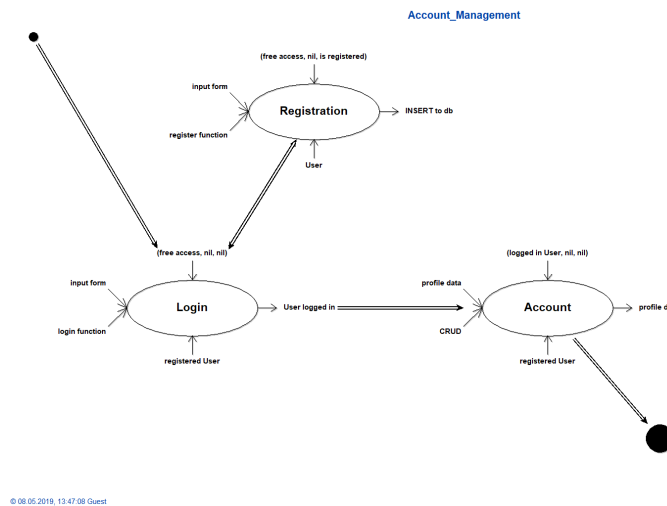 Account_Management
(free access, nil, is registered)
input form
Registration
INSERT to db
register function
User
(free access, nil, nil)
(logged in User, nil, nil)
input form
profile data
Login
User logged in
Account
profile d
login function
CRUD
registered User
registered User
© 08.05.2019, 13:47:08 Guest